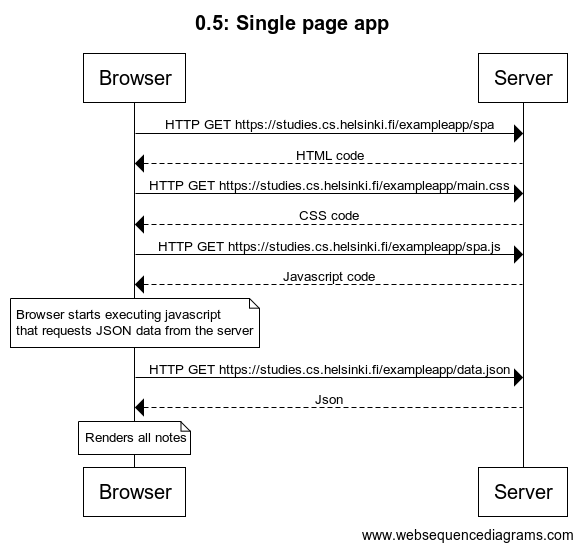 0.5: Single page app
Browser
Server
HTTP GET https://studies.cs.helsinki.fi/exampleapp/spa
HTML code
HTTP GET https://studies.cs.helsinki.fi/exampleapp/main.css
CSS code
HTTP GET https://studies.cs.helsinki.fi/exampleapp/spa.js
Javascript code
Browser starts executing javascript
that requests JSON data from the server
HTTP GET https://studies.cs.helsinki.fi/exampleapp/data.json
Json
Renders all notes
Browser
Server
www.websequencediagrams.com